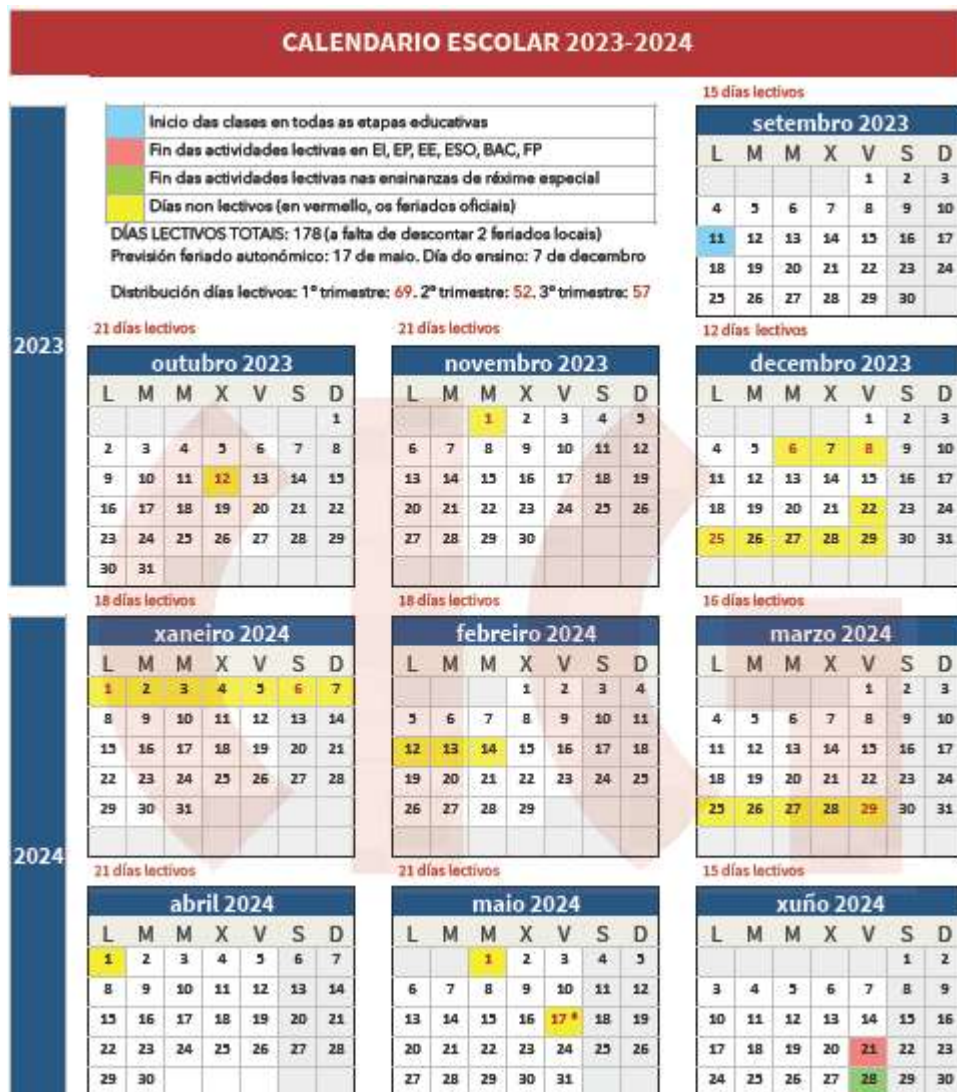 CALENDARIO ESCOLAR 2023-2024
Inicio das clases en todas as etapas educativas
Fin das actividades lectivas en EI, EP, EE, ESO, BAC, FP
Fin das actividades lectivas nas ensinanzas de réxime especial
Días non lectivos (en vermello, os feriados oficiais)
DÍAS LECTIVOS TOTAIS: 178 (a falta de descontar 2 feriados locais)
Previsión feriado autonómico: 17 de maio. Día do ensino: 7 de decembro
Distribución días lectivos: 1º trimestre: 69. 2º trimestre: 52. 3º trimestre: 57
15 días lectivos
setembro 2023
L M M X V S D
1 2 3
4 5 6 7 8 9 10
11 12 13 14 15 16 17
18 19 20 21 22 23 24
25 26 27 28 29 30
2023
21 días lectivos
outubro 2023
L M M X V S D
1
2 3 4 5 6 7 8
9 10 11 12 13 14 15
16 17 18 19 20 21 22
23 24 25 26 27 28 29
30 31
21 días lectivos
novembro 2023
L M M X V S D
1 2 3 4 5
6 7 8 9 10 11 12
13 14 15 16 17 18 19
20 21 22 23 24 25 26
27 28 29 30
12 días lectivos
decembro 2023
L M M X V S D
1 2 3
4 5 6 7 8 9 10
11 12 13 14 15 16 17
18 19 20 21 22 23 24
25 26 27 28 29 30 31
2024
18 días lectivos
xaneiro 2024
L M M X V S D
1 2 3 4 5 6 7
8 9 10 11 12 13 14
15 16 17 18 19 20 21
22 23 24 25 26 27 28
29 30 31
18 días lectivos
febreiro 2024
L M M X V S D
1 2 3 4
5 6 7 8 9 10 11
12 13 14 15 16 17 18
19 20 21 22 23 24 25
26 27 28 29
16 días lectivos
marzo 2024
L M M X V S D
1 2 3
4 5 6 7 8 9 10
11 12 13 14 15 16 17
18 19 20 21 22 23 24
25 26 27 28 29 30 31
21 días lectivos
abril 2024
L M M X V S D
1 2 3 4 5 6 7
8 9 10 11 12 13 14
15 16 17 18 19 20 21
22 23 24 25 26 27 28
29 30
21 días lectivos
maio 2024
L M M X V S D
1 2 3 4 5
6 7 8 9 10 11 12
13 14 15 16 17* 18 19
20 21 22 23 24 25 26
27 28 29 30 31
15 días lectivos
xuño 2024
L M M X V S D
1 2
3 4 5 6 7 8 9
10 11 12 13 14 15 16
17 18 19 20 21 22 23
24 25 26 27 28 29 30